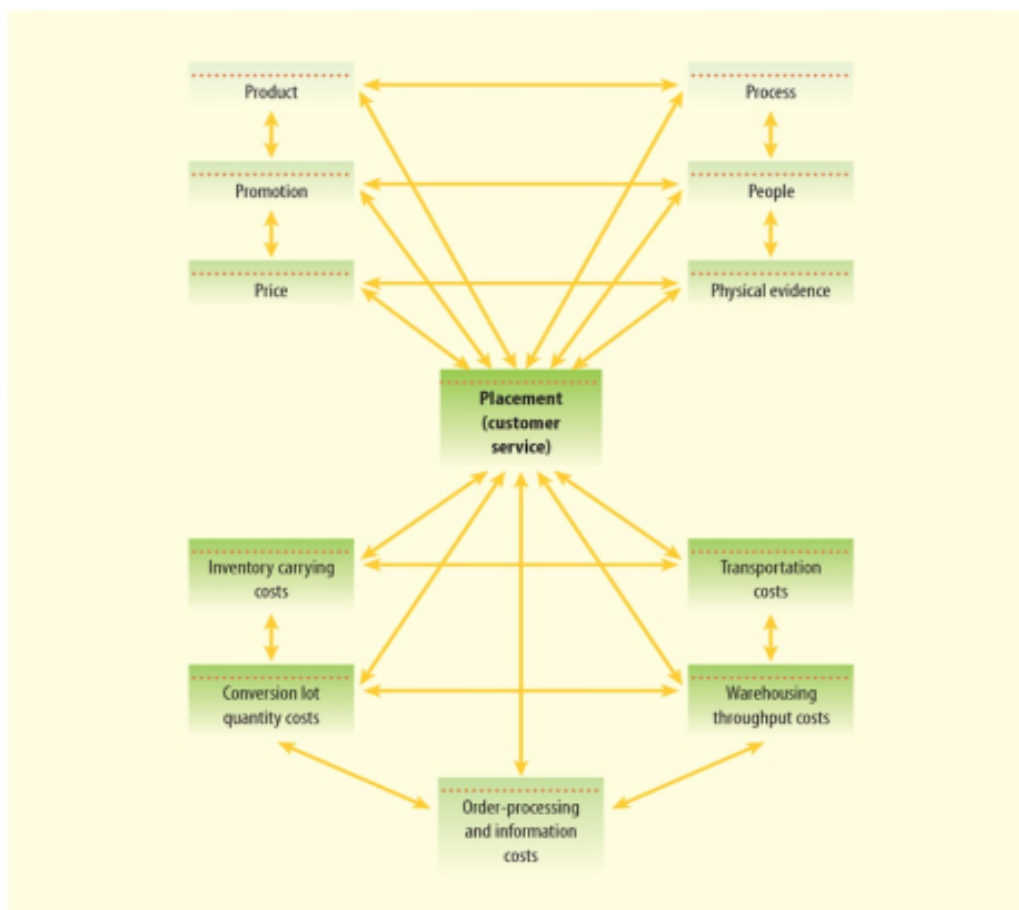 Product
Process
Promotion
People
Price
Physical evidence
Placement
(customer
service)
Inventory carrying
costs
Transportation
costs
Conversion lot
quantity costs
Warehousing
throughput costs
Order-processing
and information
costs